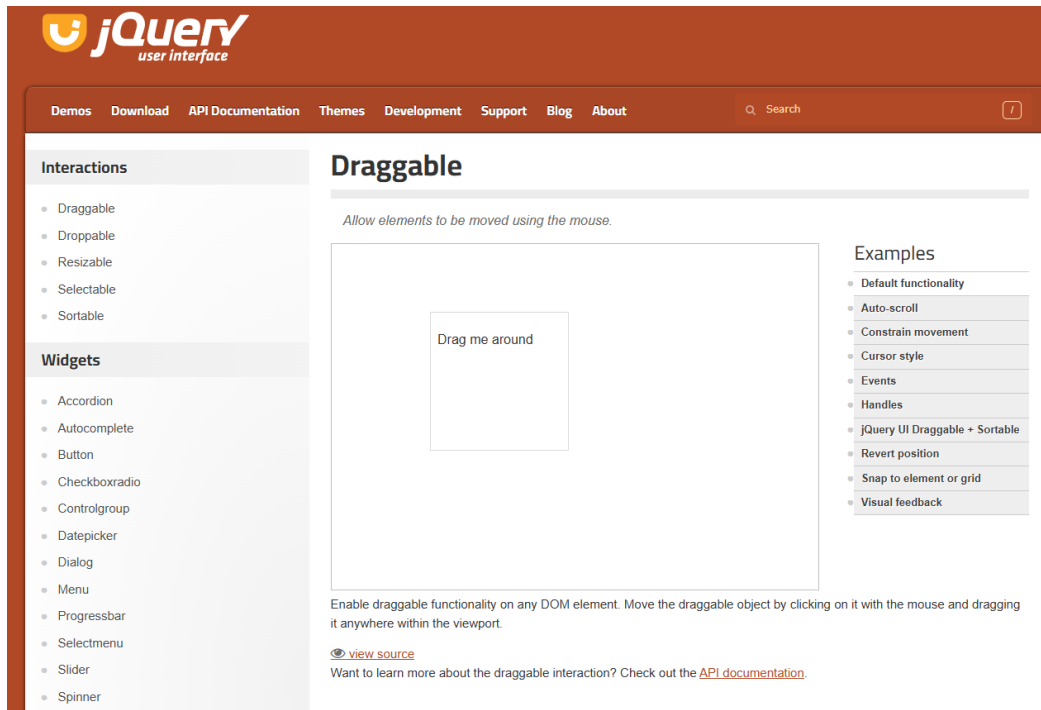 jQuery
user interface
Demos Download API Documentation Themes Development Support Blog About Search /
Interactions
Draggable
Droppable
Resizable
Selectable
Sortable
Widgets
Accordion
Autocomplete
Button
Checkboxradio
Controlgroup
Datepicker
Dialog
Menu
Progressbar
Selectmenu
Slider
Spinner
Draggable
Allow elements to be moved using the mouse.
Drag me around
Examples
Default functionality
Auto-scroll
Constrain movement
Cursor style
Events
Handles
jQuery UI Draggable + Sortable
Revert position
Snap to element or grid
Visual feedback
Enable draggable functionality on any DOM element. Move the draggable object by clicking on it with the mouse and dragging
it anywhere within the viewport.
view source
Want to learn more about the draggable interaction? Check out the API documentation.